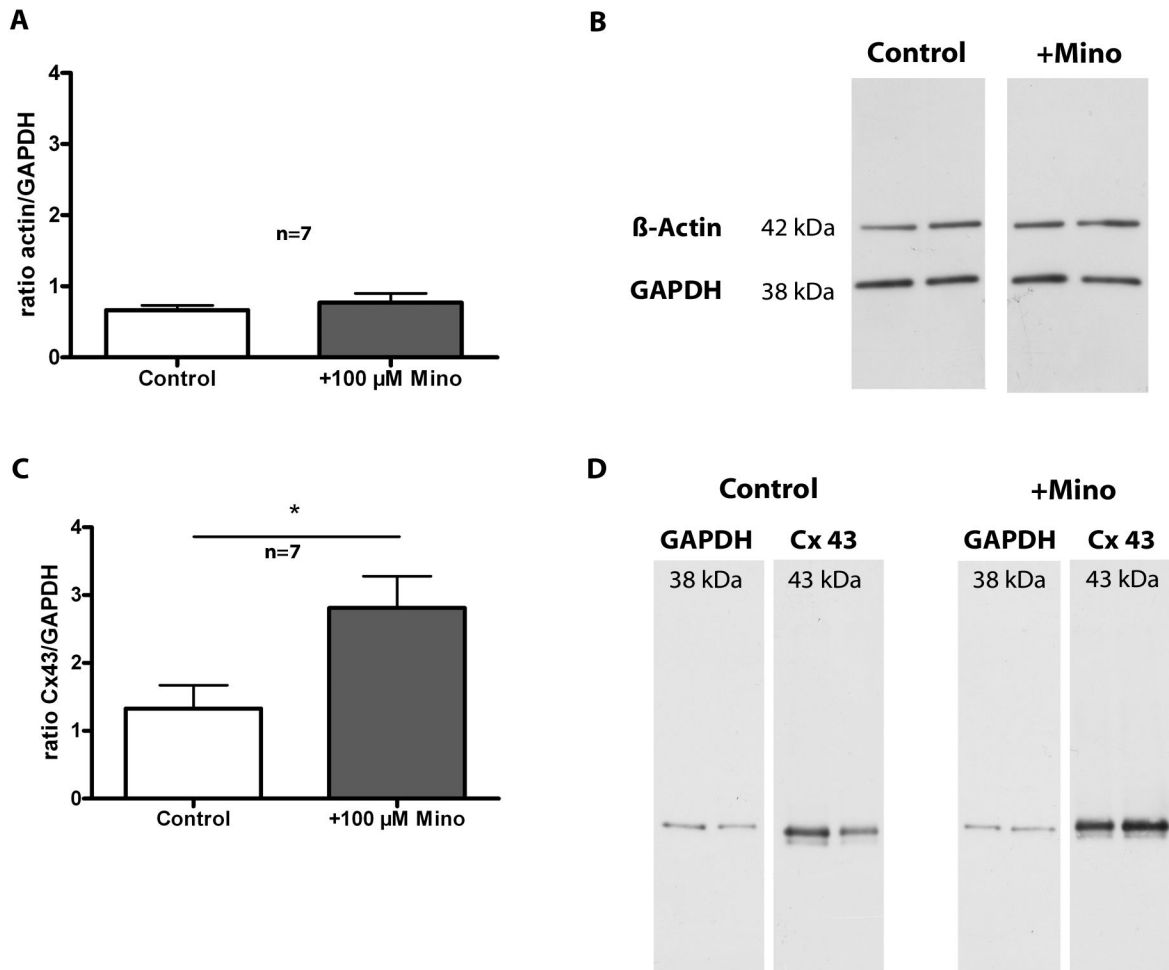 A
ratio actin/GAPDH
4
3
2
1
0
n=7
Control
+100 µM Mino
B
Control
+Mino
ß-Actin 42 kDa
GAPDH 38 kDa
C
ratio Cx43/GAPDH
4
3
2
1
0
*
n=7
Control
+100 µM Mino
D
Control
+Mino
GAPDH Cx 43 GAPDH Cx 43
38 kDa 43 kDa 38 kDa 43 kDa